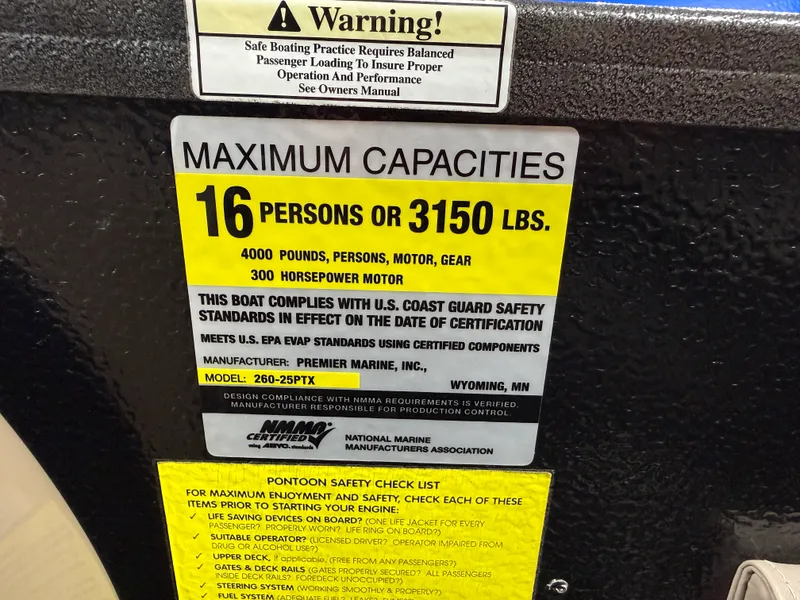 Warning!
Safe Boating Practice Requires Balanced
Passenger Loading To Insure Proper
Operation And Performance
See Owners Manual
MAXIMUM CAPACITIES
16 PERSONS OR 3150 LBS.
4000 POUNDS, PERSONS, MOTOR, GEAR
300 HORSEPOWER MOTOR
THIS BOAT COMPLIES WITH U.S. COAST GUARD SAFETY
STANDARDS IN EFFECT ON THE DATE OF CERTIFICATION
MEETS U.S. EPA EVAP STANDARDS USING CERTIFIED COMPONENTS
MANUFACTURER: PREMIER MARINE, INC.,
MODEL: 260-25PTX WYOMING, MN
DESIGN COMPLIANCE WITH NMMA REQUIREMENTS IS VERIFIED.
MANUFACTURER RESPONSIBLE FOR PRODUCTION CONTROL.
NMMA
CERTIFIED
using ABYC standards
NATIONAL MARINE
MANUFACTURERS ASSOCIATION
PONTOON SAFETY CHECK LIST
FOR MAXIMUM ENJOYMENT AND SAFETY, CHECK EACH OF THESE
ITEMS PRIOR TO STARTING YOUR ENGINE:
✓ LIFE SAVING DEVICES ON BOARD? (ONE LIFE JACKET FOR EVERY
PASSENGER? PROPERLY WORN? LIFE RING ON BOARD?)
✓ SUITABLE OPERATOR? (LICENSED DRIVER? OPERATOR IMPAIRED FROM
DRUG OR ALCOHOL USE?)
✓ UPPER DECK, if applicable, (FREE FROM ANY PASSENGERS?)
✓ GATES & DECK RAILS (GATES PROPERLY SECURED? ALL PASSENGERS
INSIDE DECK RAILS? FOREDECK UNOCCUPIED?)
✓ STEERING SYSTEM (WORKING SMOOTHLY & PROPERLY?)
✓ FUEL SYSTEM (ADEQUATE FUEL? LEAKS?